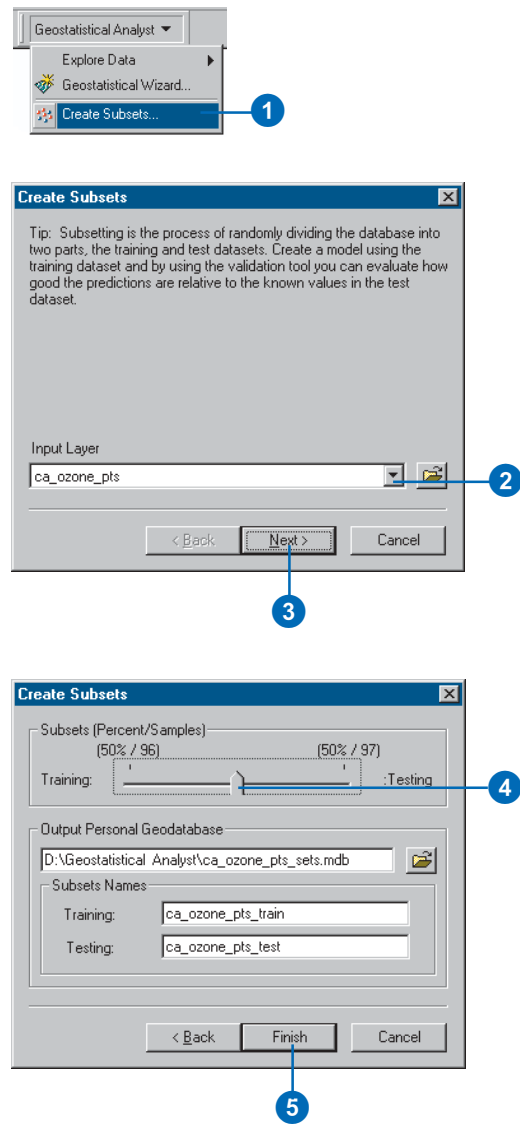 Geostatistical Analyst
Explore Data
Geostatistical Wizard...
Create Subsets...
1
Create Subsets
Tip: Subsetting is the process of randomly dividing the database into
two parts, the training and test datasets. Create a model using the
training dataset and by using the validation tool you can evaluate how
good the predictions are relative to the known values in the test
dataset.
Input Layer
ca_ozone_pts
2
< Back
Next >
Cancel
3
Create Subsets
Subsets (Percent/Samples)
(50% / 96) (50% / 97)
Training: :Testing
4
Output Personal Geodatabase
D:\Geostatistical Analyst\ca_ozone_pts_sets.mdb
Subsets Names
Training: ca_ozone_pts_train
Testing: ca_ozone_pts_test
< Back
Finish
Cancel
5